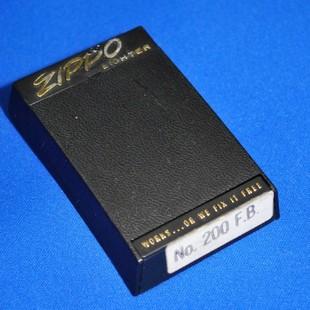 ZIPPO
LIGHTER
WORKS...OR WE FIX IT FREE
No. 200 F.B.